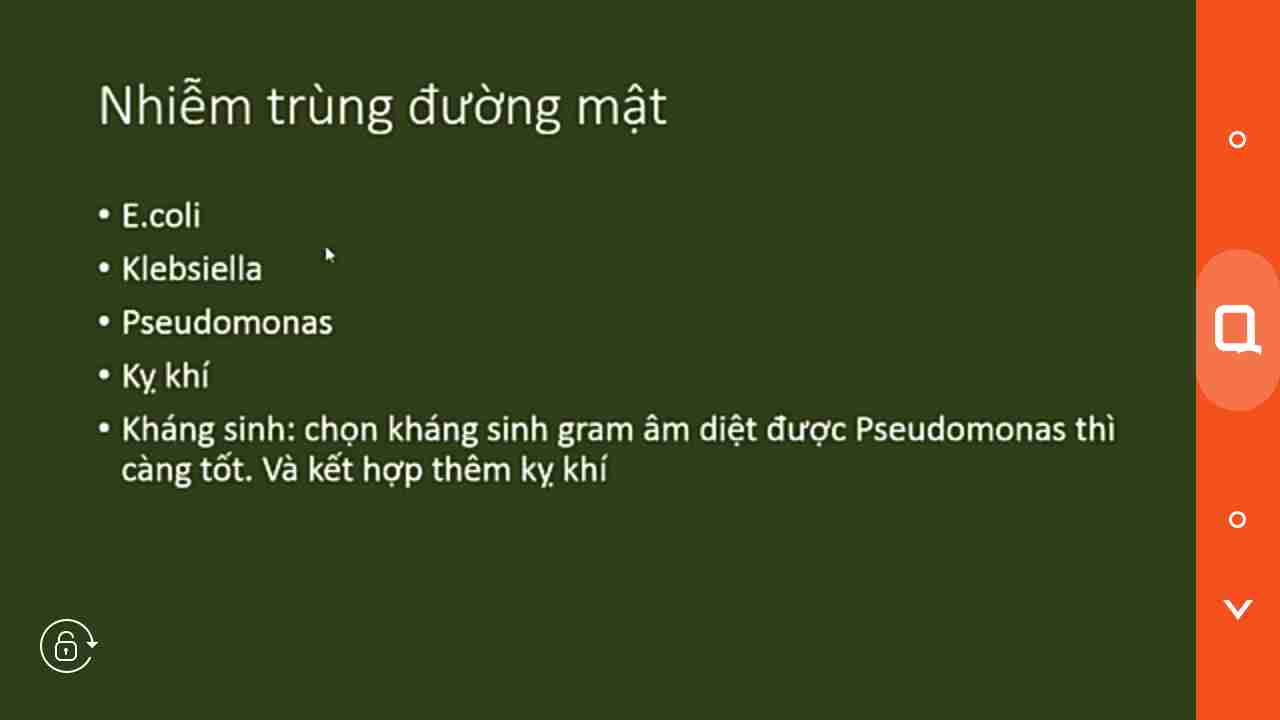 Nhiễm trùng đường mật
• E.coli
• Klebsiella
• Pseudomonas
• Kỵ khí
• Kháng sinh: chọn kháng sinh gram âm diệt được Pseudomonas thì
càng tốt. Và kết hợp thêm kỵ khí